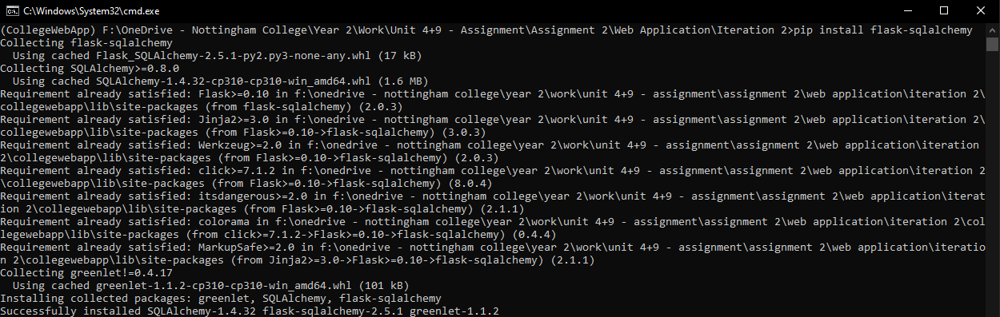 C:\Windows\System32\cmd.exe
(CollegeWebApp) F:\OneDrive - Nottingham College\Year 2\Work\Unit 4+9 - Assignment\Assignment 2\Web Application\Iteration 2>pip install flask-sqlalchemy
Collecting flask-sqlalchemy
  Using cached Flask_SQLAlchemy-2.5.1-py2.py3-none-any.whl (17 kB)
Collecting SQLAlchemy>=0.8.0
  Using cached SQLAlchemy-1.4.32-cp310-cp310-win_amd64.whl (1.6 MB)
Requirement already satisfied: Flask>=0.10 in f:\onedrive - nottingham college\year 2\work\unit 4+9 - assignment\assignment 2\web application\iteration 2\
collegewebapp\lib\site-packages (from flask-sqlalchemy) (2.0.3)
Requirement already satisfied: Jinja2>=3.0 in f:\onedrive - nottingham college\year 2\work\unit 4+9 - assignment\assignment 2\web application\iteration 2\
collegewebapp\lib\site-packages (from Flask>=0.10->flask-sqlalchemy) (3.0.3)
Requirement already satisfied: Werkzeug>=2.0 in f:\onedrive - nottingham college\year 2\work\unit 4+9 - assignment\assignment 2\web application\iteration
2\collegewebapp\lib\site-packages (from Flask>=0.10->flask-sqlalchemy) (2.0.3)
Requirement already satisfied: click>=7.1.2 in f:\onedrive - nottingham college\year 2\work\unit 4+9 - assignment\assignment 2\web application\iteration 2
\collegewebapp\lib\site-packages (from Flask>=0.10->flask-sqlalchemy) (8.0.4)
Requirement already satisfied: itsdangerous>=2.0 in f:\onedrive - nottingham college\year 2\work\unit 4+9 - assignment\assignment 2\web application\iterat
ion 2\collegewebapp\lib\site-packages (from Flask>=0.10->flask-sqlalchemy) (2.1.1)
Requirement already satisfied: colorama in f:\onedrive - nottingham college\year 2\work\unit 4+9 - assignment\assignment 2\web application\iteration 2\col
legewebapp\lib\site-packages (from click>=7.1.2->Flask>=0.10->flask-sqlalchemy) (0.4.4)
Requirement already satisfied: MarkupSafe>=2.0 in f:\onedrive - nottingham college\year 2\work\unit 4+9 - assignment\assignment 2\web application\iteratio
n 2\collegewebapp\lib\site-packages (from Jinja2>=3.0->Flask>=0.10->flask-sqlalchemy) (2.1.1)
Collecting greenlet!=0.4.17
  Using cached greenlet-1.1.2-cp310-cp310-win_amd64.whl (101 kB)
Installing collected packages: greenlet, SQLAlchemy, flask-sqlalchemy
Successfully installed SQLAlchemy-1.4.32 flask-sqlalchemy-2.5.1 greenlet-1.1.2